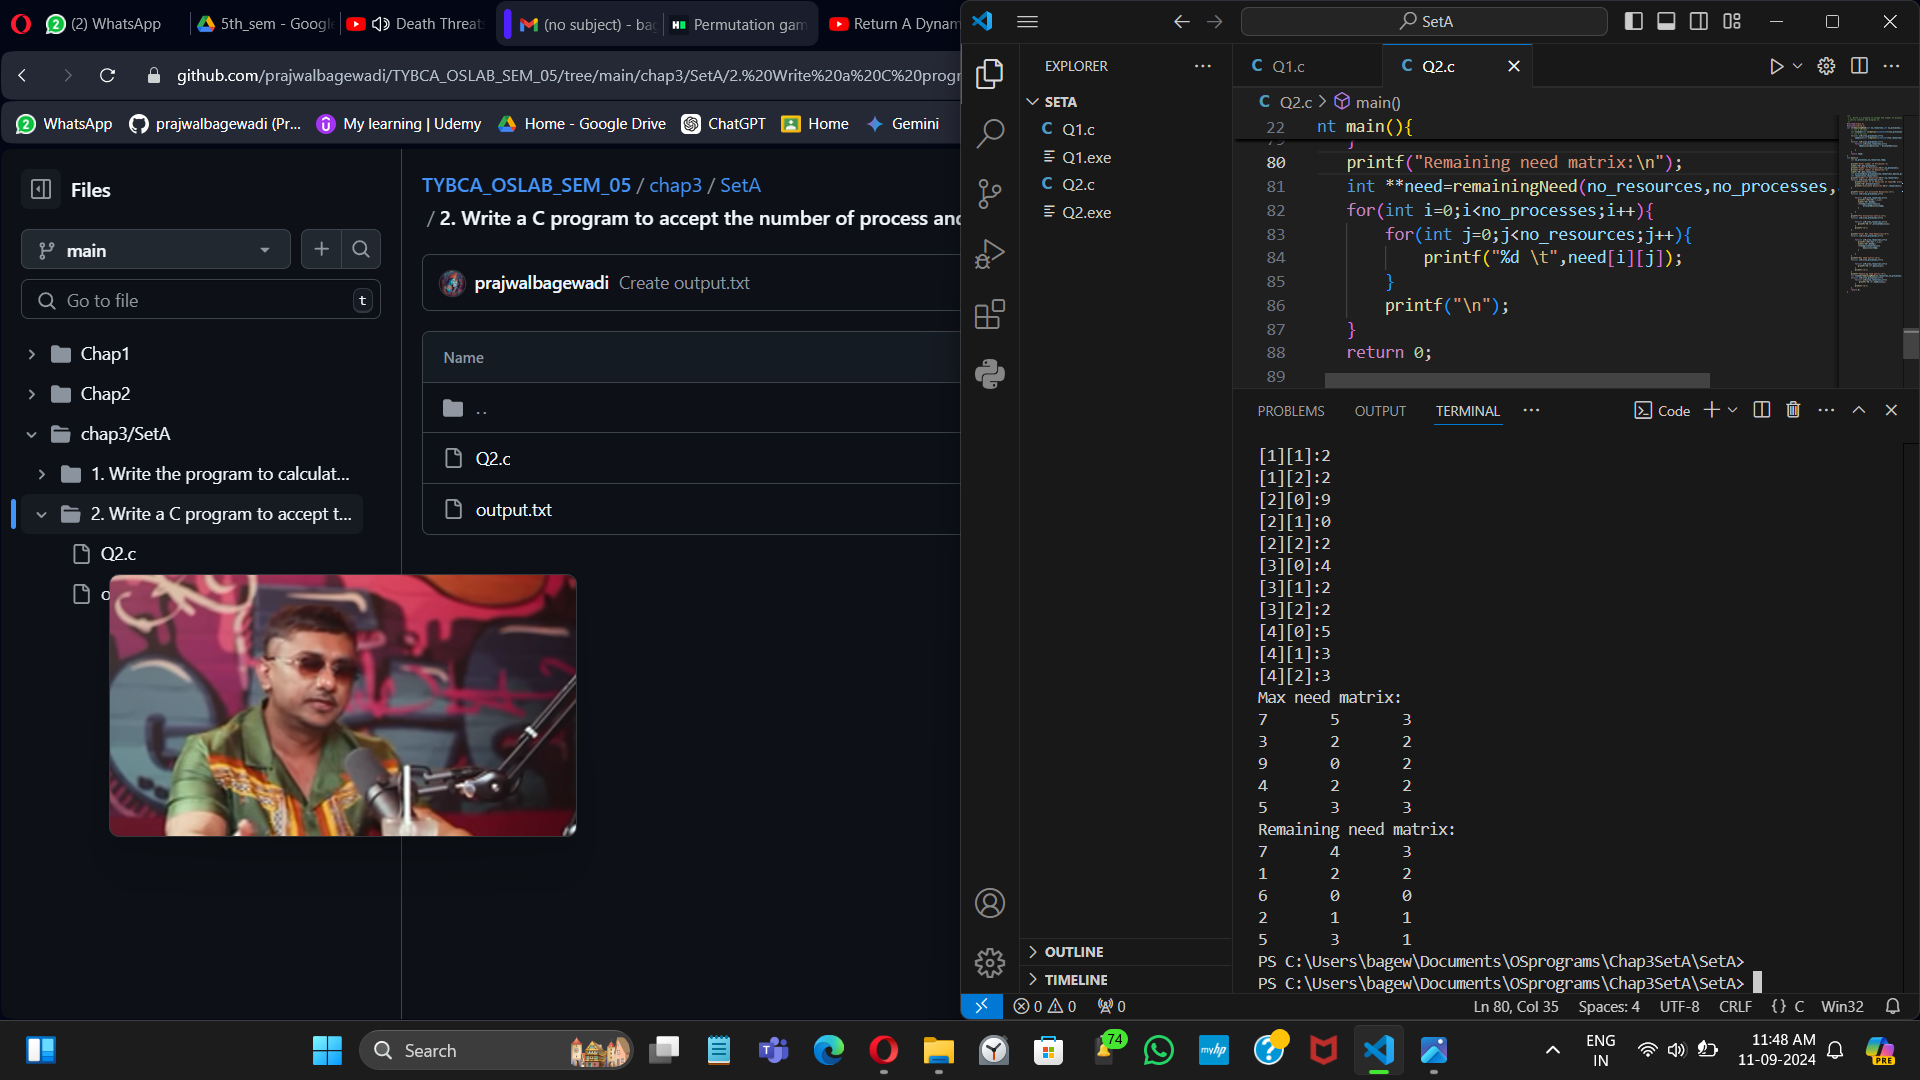 (2) WhatsApp
5th_sem - Googl
Death Threat
(no subject) - bag
Permutation gam
Return A Dynam
github.com/prajwalbagewadi/TYBCA_OSLAB_SEM_05/tree/main/chap3/SetA/2.%20Write%20a%20C%20progr
2 WhatsApp
prajwalbagewadi (Pr...
My learning | Udemy
Home - Google Drive
ChatGPT
Home
Gemini
Files
main
Go to file
t
Chap1
Chap2
chap3/SetA
1. Write the program to calculat...
2. Write a C program to accept t...
Q2.c
o
TYBCA_OSLAB_SEM_05 / chap3 / SetA
/ 2. Write a C program to accept the number of process and
prajwalbagewadi Create output.txt
Name
..
Q2.c
output.txt
SetA
EXPLORER
SETA
C Q1.c
Q1.exe
C Q2.c
Q2.exe
OUTLINE
TIMELINE
C Q1.c
C Q2.c
C Q2.c > main()
22 nt main(){
79 }
80 printf("Remaining need matrix:\n");
81 int **need=remainingNeed(no_resources,no_processes,
82 for(int i=0;i<no_processes;i++){
83 for(int j=0;j<no_resources;j++){
84 printf("%d \t",need[i][j]);
85 }
86 printf("\n");
87 }
88 return 0;
89
PROBLEMS OUTPUT TERMINAL
Code
[1][1]:2
[1][2]:2
[2][0]:9
[2][1]:0
[2][2]:2
[3][0]:4
[3][1]:2
[3][2]:2
[4][0]:5
[4][1]:3
[4][2]:3
Max need matrix:
7 5 3
3 2 2
9 0 2
4 2 2
5 3 3
Remaining need matrix:
7 4 3
1 2 2
6 0 0
2 1 1
5 3 1
PS C:\Users\bagew\Documents\OSprograms\Chap3SetA\SetA>
PS C:\Users\bagew\Documents\OSprograms\Chap3SetA\SetA>
0 0 0
Ln 80, Col 35 Spaces: 4 UTF-8 CRLF {} C Win32
Search
74
myhp
ENG
IN
11:48 AM
11-09-2024
PRE